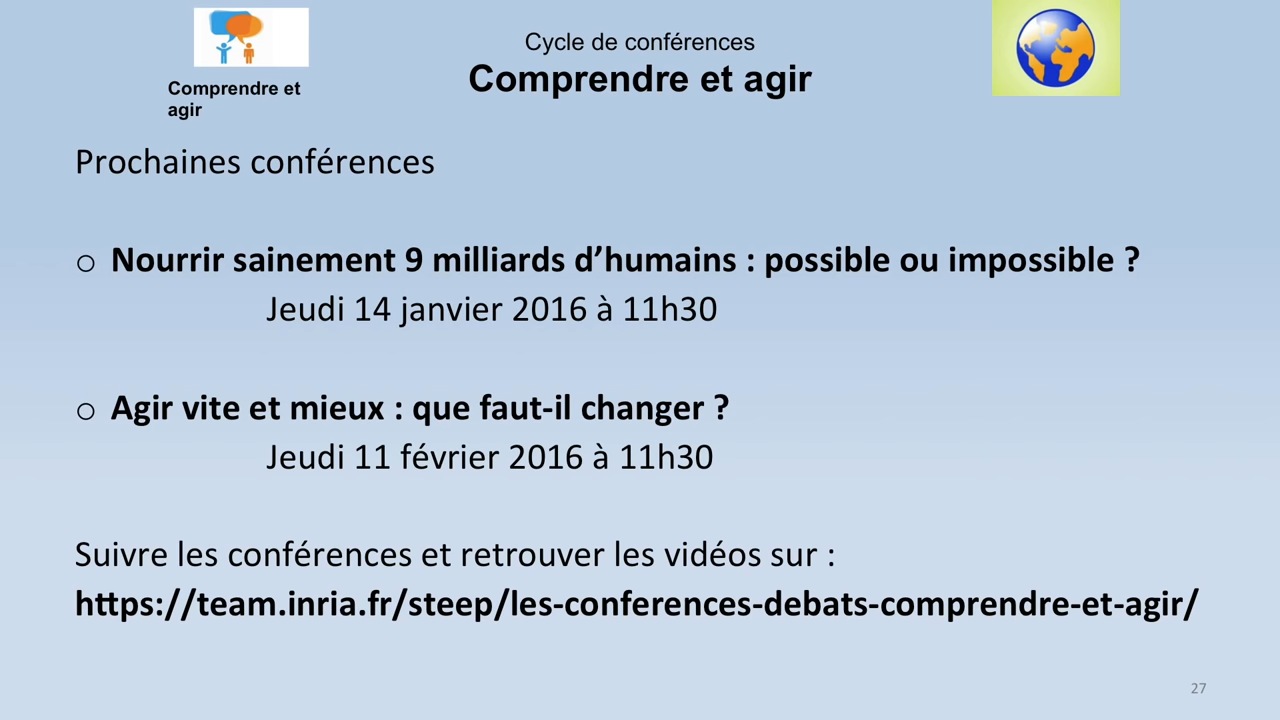 Comprendre et
agir
Cycle de conférences
Comprendre et agir
Prochaines conférences
o Nourrir sainement 9 milliards d’humains : possible ou impossible ?
Jeudi 14 janvier 2016 à 11h30
o Agir vite et mieux : que faut-il changer ?
Jeudi 11 février 2016 à 11h30
Suivre les conférences et retrouver les vidéos sur :
https://team.inria.fr/steep/les-conferences-debats-comprendre-et-agir/
27